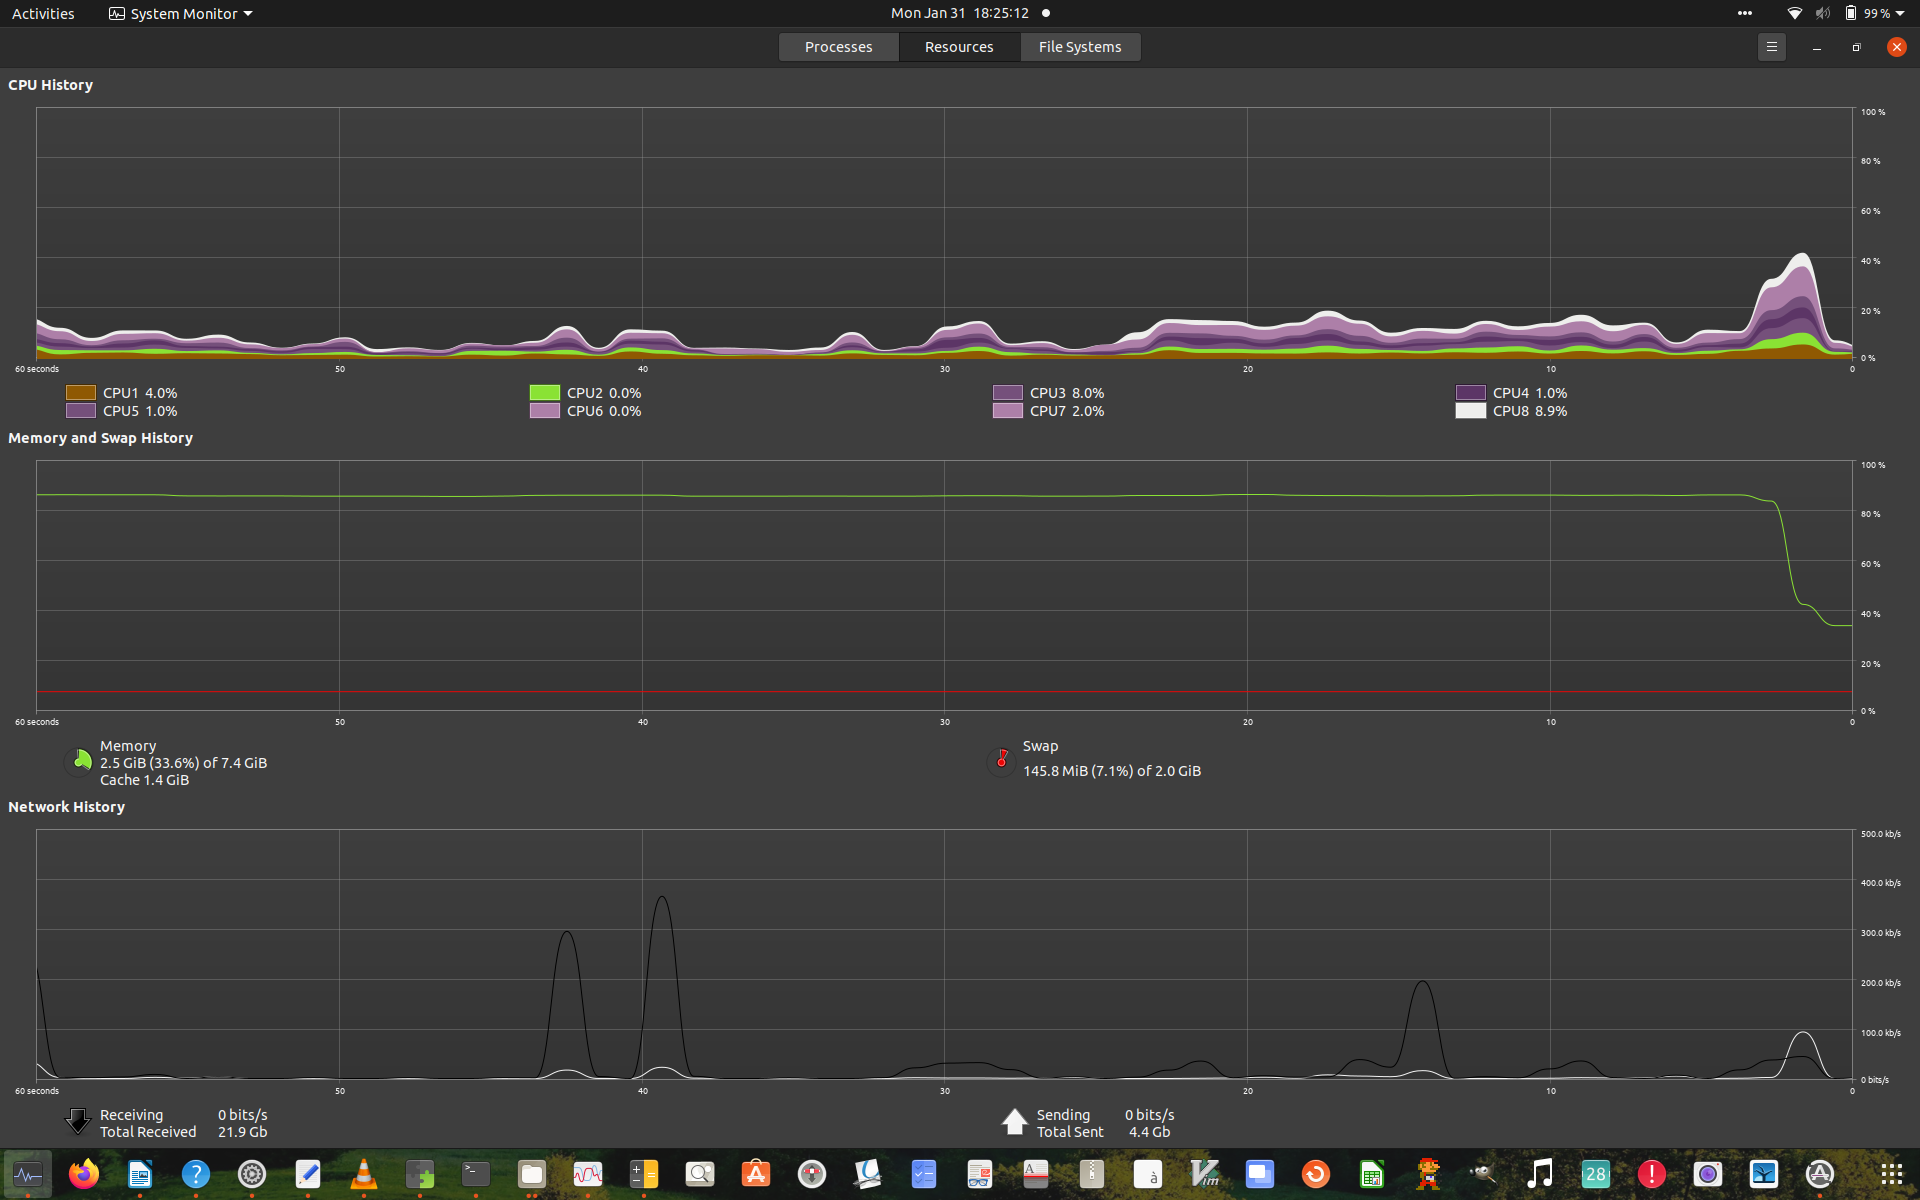 Activities System Monitor Mon Jan 31 18:25:12 99 %
Processes Resources File Systems
CPU History
100 %
80 %
60 %
40 %
20 %
0 %
60 seconds 50 40 30 20 10 0
CPU1 4.0% CPU2 0.0% CPU3 8.0% CPU4 1.0%
CPU5 1.0% CPU6 0.0% CPU7 2.0% CPU8 8.9%
Memory and Swap History
100 %
80 %
60 %
40 %
20 %
0 %
60 seconds 50 40 30 20 10 0
Memory
2.5 GiB (33.6%) of 7.4 GiB
Cache 1.4 GiB
Swap
145.8 MiB (7.1%) of 2.0 GiB
Network History
500.0 kb/s
400.0 kb/s
300.0 kb/s
200.0 kb/s
100.0 kb/s
0 bits/s
60 seconds 50 40 30 20 10 0
Receiving 0 bits/s
Total Received 21.9 Gb
Sending 0 bits/s
Total Sent 4.4 Gb
? >_ A à Vim 28 !